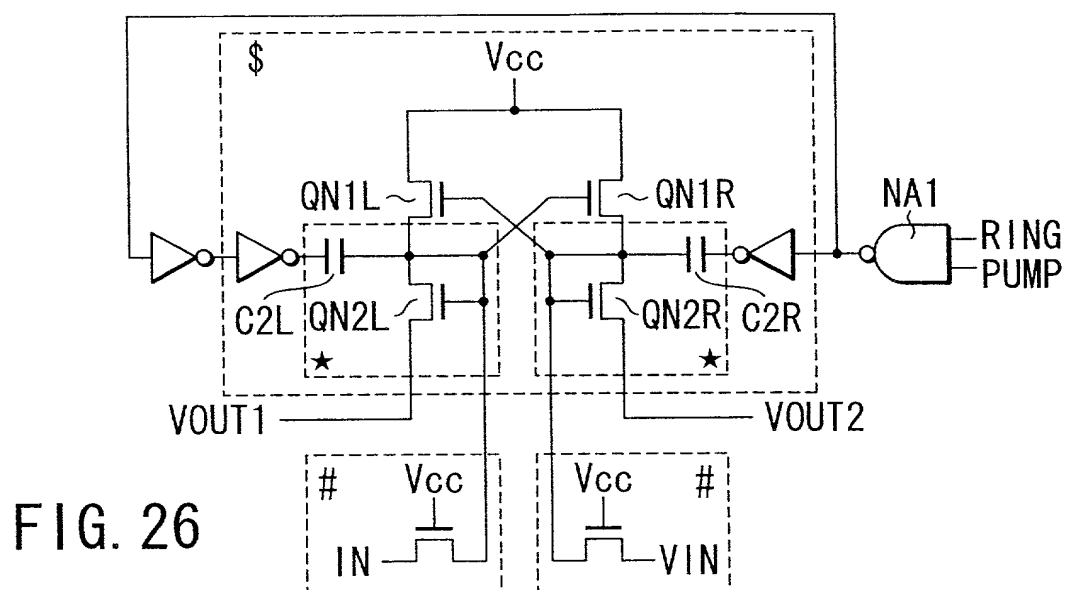 $
Vcc
QN1L
QN1R
NA1
RING
PUMP
C2L
QN2L
QN2R
C2R
★
★
VOUT1
VOUT2
#
Vcc
Vcc
#
FIG. 26
IN
VIN